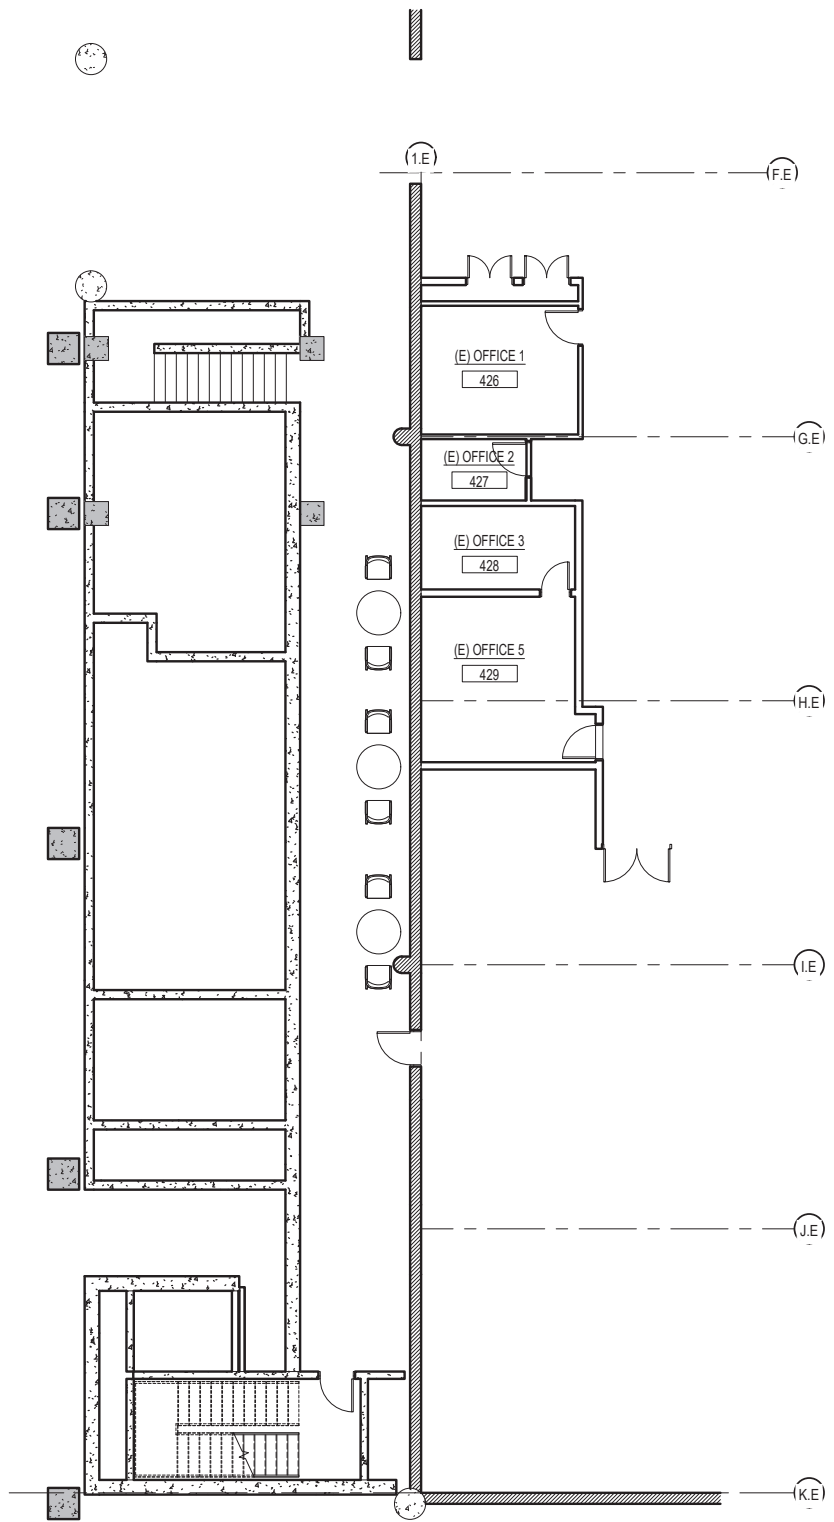 1.E
F.E
(E) OFFICE 1
426
G.E
(E) OFFICE 2
427
(E) OFFICE 3
428
(E) OFFICE 5
429
H.E
I.E
J.E
K.E